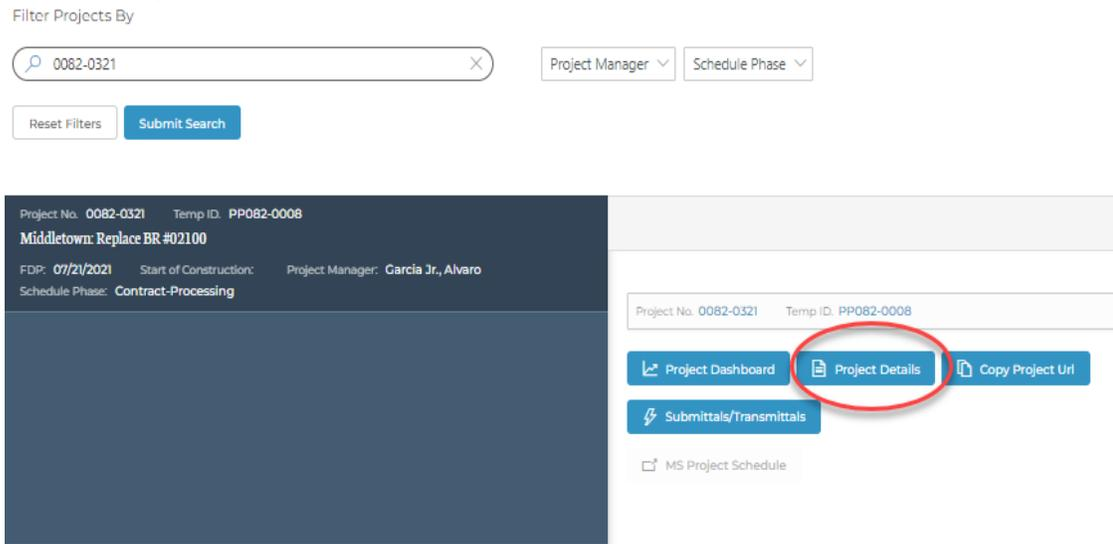 Filter Projects By
0082-0321
Project Manager
Schedule Phase
Reset Filters
Submit Search
Project No. 0082-0321 Temp ID. PP082-0008
Middletown: Replace BR #02100
FDP: 07/21/2021 Start of Construction: Project Manager: Garcia Jr., Alvaro
Schedule Phase: Contract-Processing
Project No. 0082-0321 Temp ID. PP082-0008
Project Dashboard
Project Details
Copy Project Url
Submittals/Transmittals
MS Project Schedule